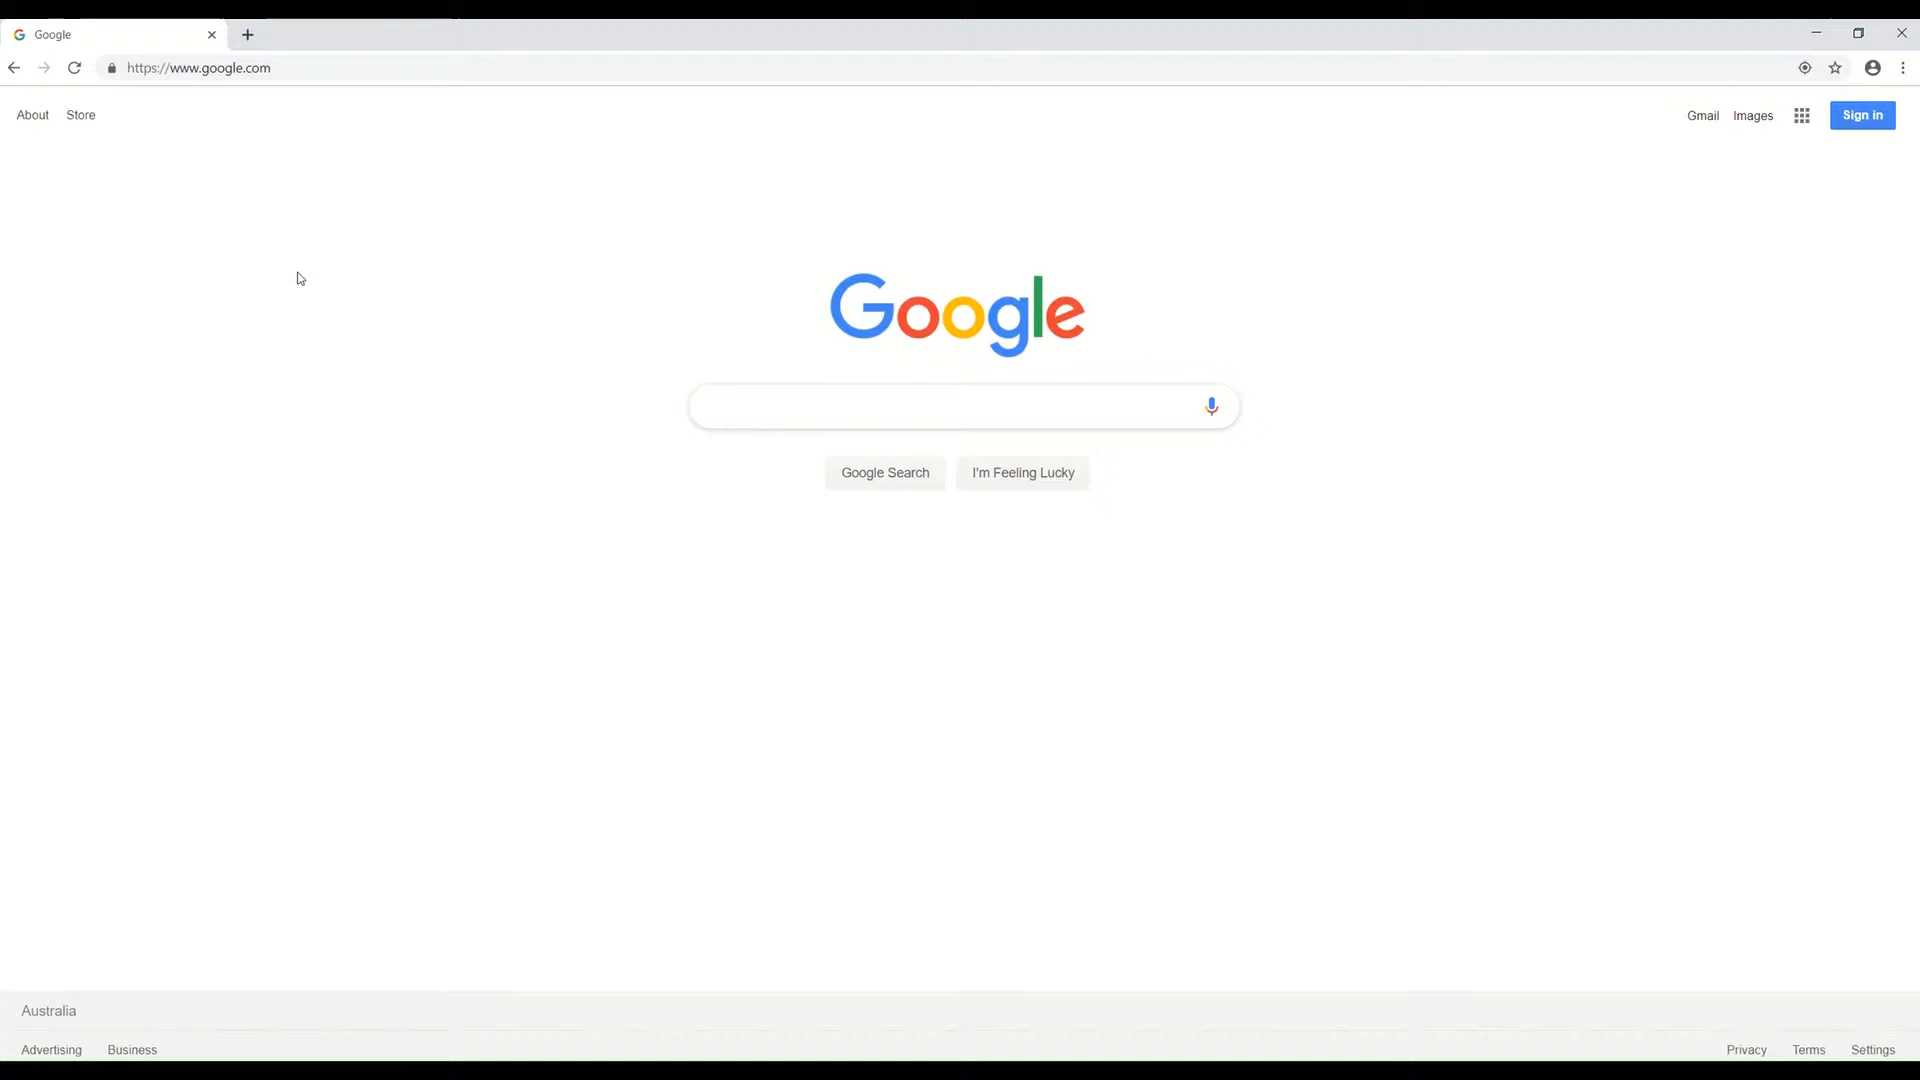 Google
https://www.google.com
About Store
Gmail Images Sign in
Google
Google Search I'm Feeling Lucky
Australia
Advertising Business
Privacy Terms Settings